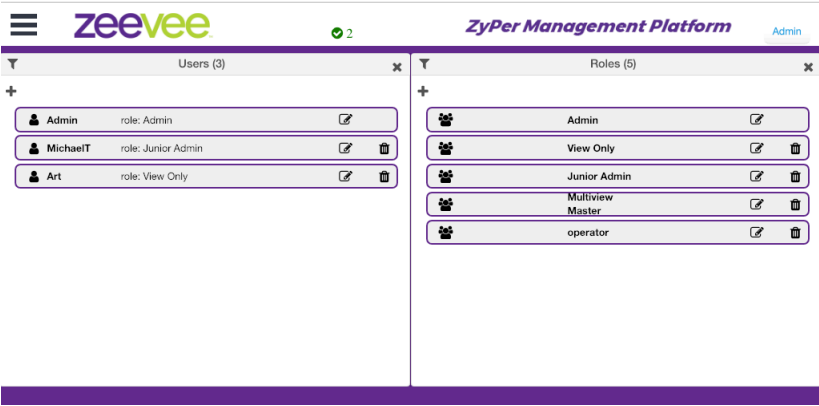 zeevee
2
ZyPer Management Platform
Admin
Users (3)
Roles (5)
Admin role: Admin
MichaelT role: Junior Admin
Art role: View Only
Admin
View Only
Junior Admin
Multiview
Master
operator